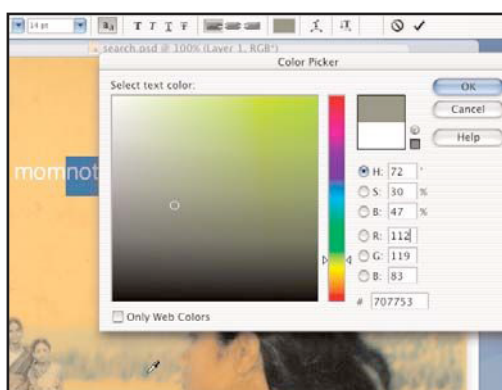 14 pt aa T T T T T
search.psd @ 100% (Layer 1, RGB*)
Color Picker
Select text color:
OK
Cancel
Help
momnot
H: 72 °
S: 30 %
B: 47 %
R: 112
G: 119
B: 83
# 707753
Only Web Colors